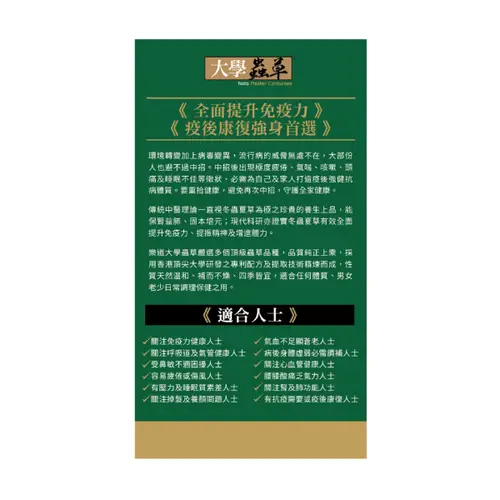 大學蟲草
《 全面提升免疫力 》
《 疫後康復強身首選 》
環境轉變加上病毒變異，流行病的威脅無處不在，大部份
人也避不過中招。中招後出現極度疲倦、氣喘、咳嗽、頭
痛及睡眠不佳等徵狀，必需為自己及家人打造疫後強健抗
病體質。要重拾健康，避免再次中招，守護全家健康。
傳統中醫理論一直視冬蟲夏草為極之珍貴的養生上品，能
保腎益肺、固本培元；現代科研亦證實冬蟲夏草有效全面
提升免疫力、提振精神及增進體力。
樂道大學蟲草嚴選多個頂級蟲草品種，品質純正上乘，採
用香港頂尖大學研發之專利配方及提取技術精煉而成，性
質天然溫和、補而不燥、四季皆宜，適合任何體質、男女
老少日常調理保健之用。
《 適合人士 》
✓關注免疫力健康人士 ✓氣血不足顯蒼老人士
✓關注呼吸道及氣管健康人士 ✓病後身體虛弱必需調補人士
✓受鼻敏不適困擾人士 ✓關注心血管健康人士
✓容易疲倦或傷風人士 ✓腰膝酸痛乏氣力人士
✓有壓力及睡眠質素差人士 ✓關注腎及肺功能人士
✓關注掉髮及養顏問題人士 ✓有抗疫需要或疫後康復人士